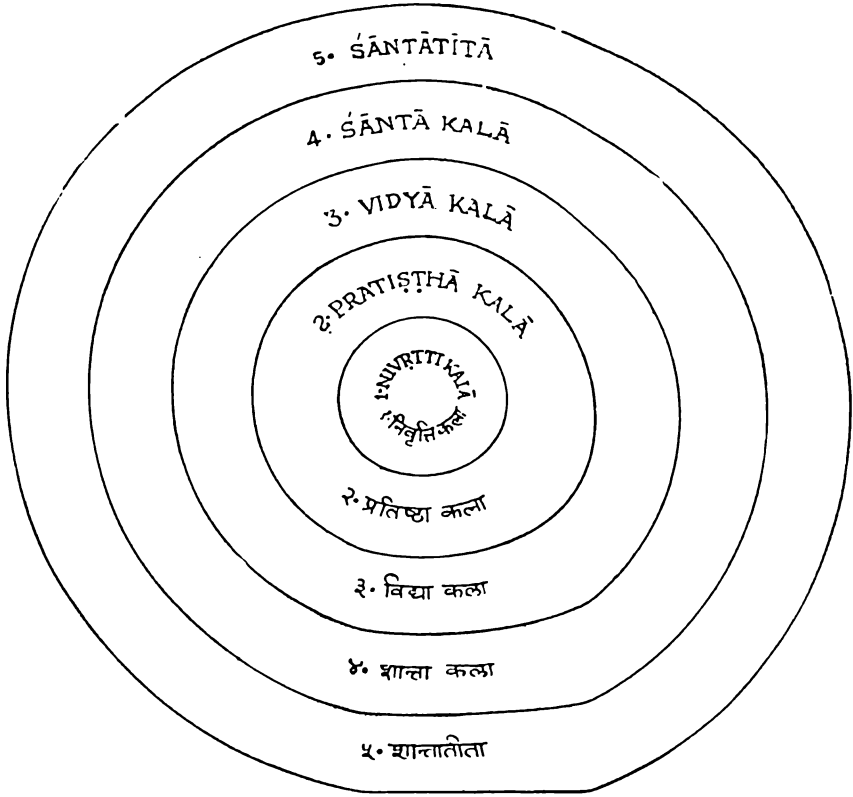 5. ŚĀNTĀTĪTĀ
4. ŚĀNTĀ KALĀ
3. VIDYĀ KALĀ
2. PRATIṢṬHĀ KALĀ
1. NIVṚTTI KALĀ
१. निवृत्ति कला
२. प्रतिष्ठा कला
३. विद्या कला
४. शान्ता कला
५. शान्तातीता